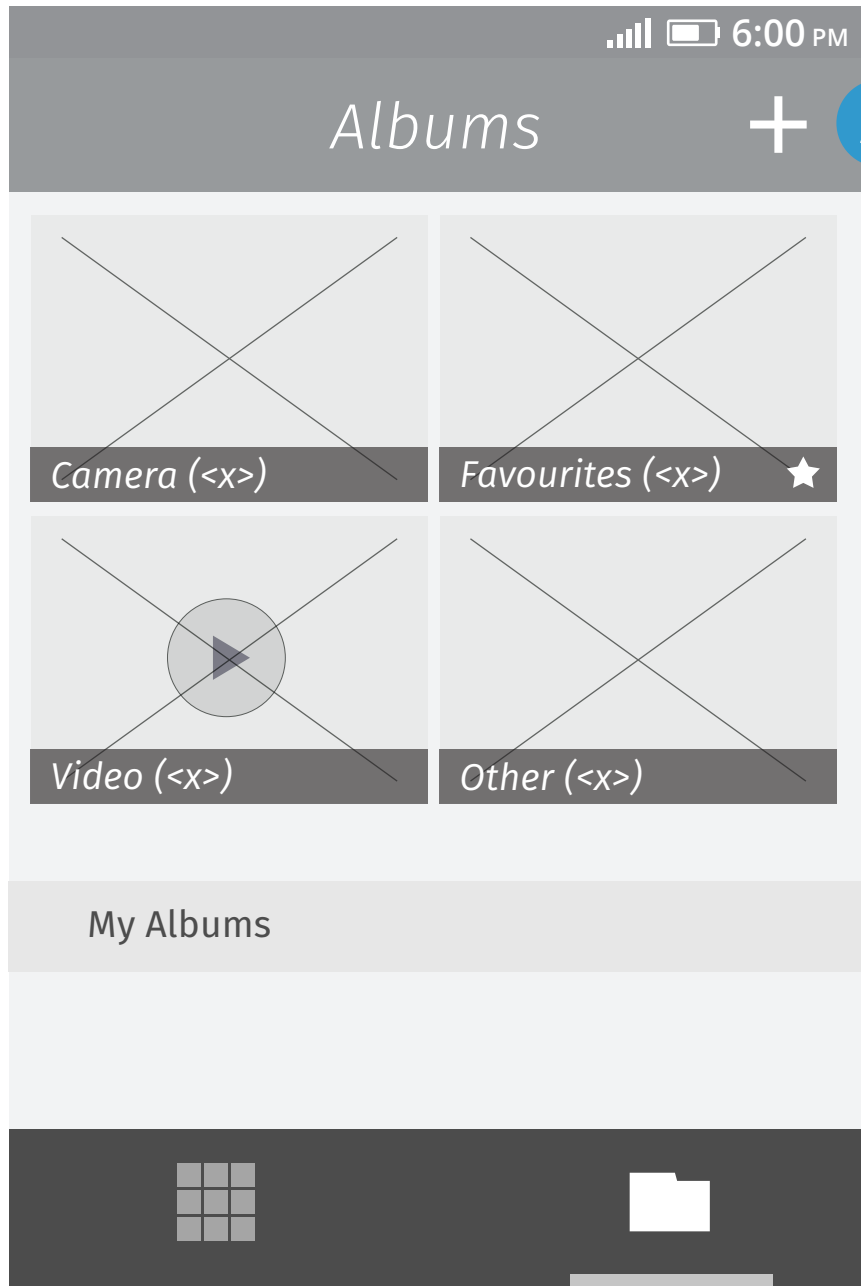 6:00 PM
Albums
Camera (<x>)
Favourites (<x>)
Video (<x>)
Other (<x>)
My Albums